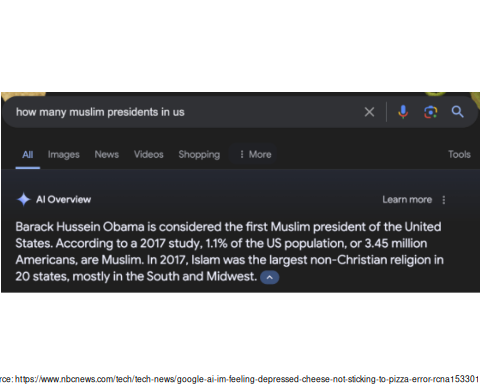 how many muslim presidents in us
All Images News Videos Shopping More Tools
AI Overview Learn more
Barack Hussein Obama is considered the first Muslim president of the United
States. According to a 2017 study, 1.1% of the US population, or 3.45 million
Americans, are Muslim. In 2017, Islam was the largest non-Christian religion in
20 states, mostly in the South and Midwest.
rce: https://www.nbcnews.com/tech/tech-news/google-ai-im-feeling-depressed-cheese-not-sticking-to-pizza-error-rcna153301